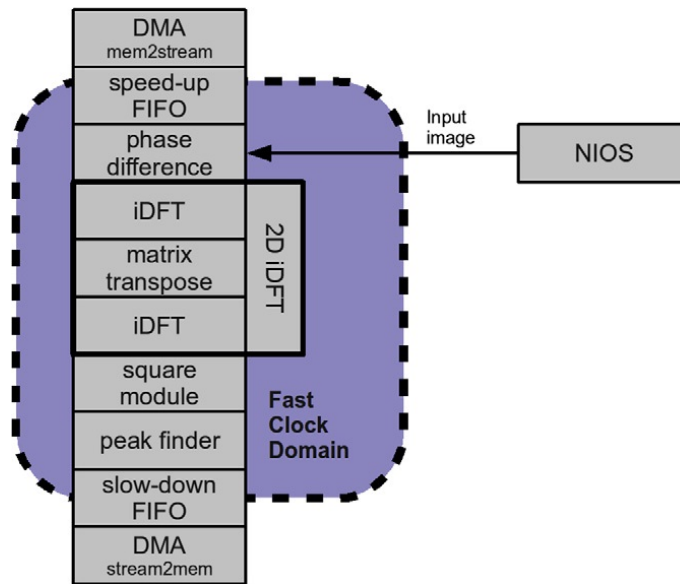 DMA
mem2stream
speed-up
FIFO
phase
difference
Input
image
NIOS
iDFT
matrix
transpose
iDFT
2D iDFT
square
module
peak finder
slow-down
FIFO
DMA
stream2mem
Fast
Clock
Domain